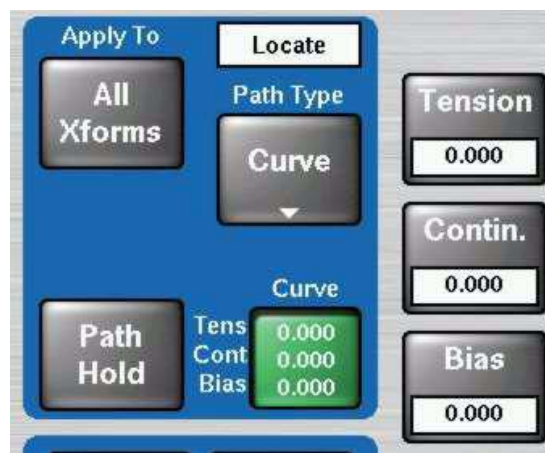 Apply To
Locate
All
Xforms
Path Type
Curve
Tension
0.000
Contin.
0.000
Curve
Path
Hold
Tens 0.000
Cont 0.000
Bias 0.000
Bias
0.000